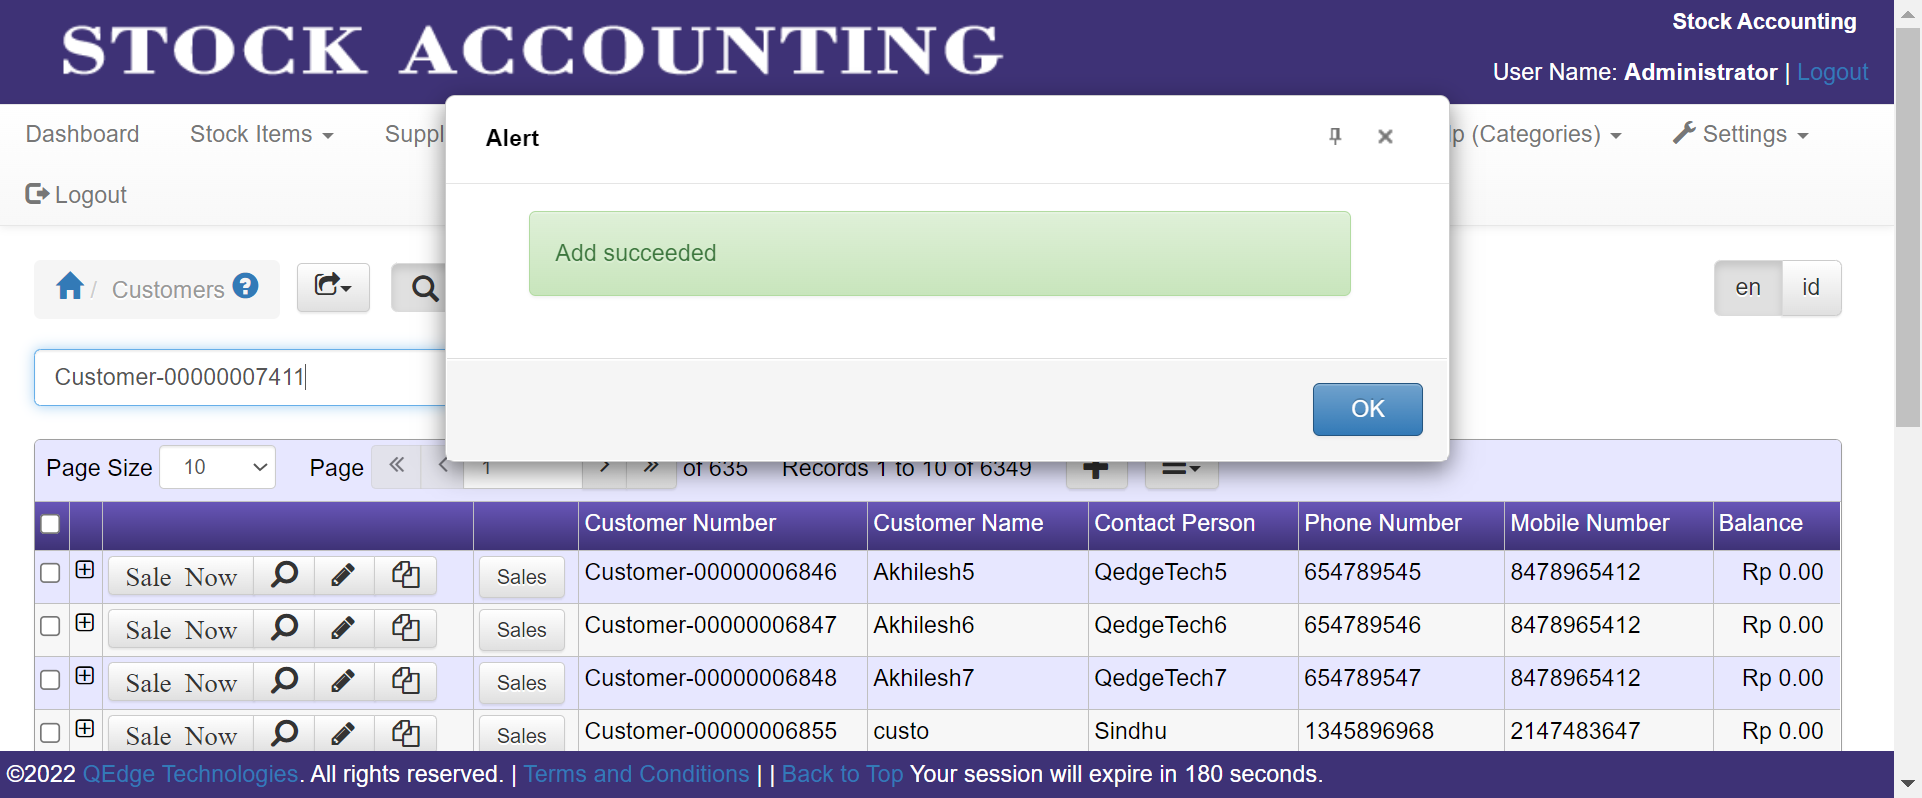 STOCK ACCOUNTING
Stock Accounting
User Name: Administrator | Logout
Dashboard Stock Items Suppl p (Categories) Settings
Logout
Alert
Add succeeded
OK
/ Customers
en id
Customer-00000007411
Page Size 10 Page 1 of 635 Records 1 to 10 of 6349
Customer Number Customer Name Contact Person Phone Number Mobile Number Balance
Sale Now Sales Customer-00000006846 Akhilesh5 QedgeTech5 654789545 8478965412 Rp 0.00
Sale Now Sales Customer-00000006847 Akhilesh6 QedgeTech6 654789546 8478965412 Rp 0.00
Sale Now Sales Customer-00000006848 Akhilesh7 QedgeTech7 654789547 8478965412 Rp 0.00
Sale Now Sales Customer-00000006855 custo Sindhu 1345896968 2147483647 Rp 0.00
©2022 QEdge Technologies. All rights reserved. | Terms and Conditions | | Back to Top Your session will expire in 180 seconds.